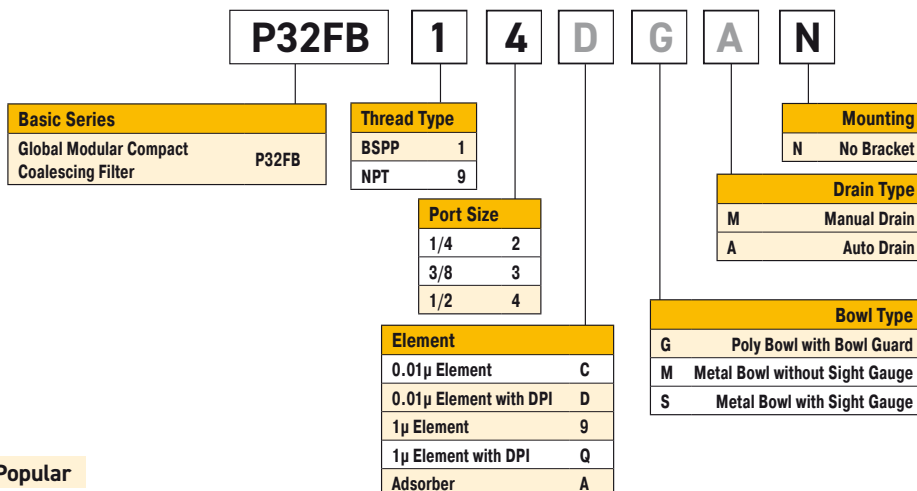 P32FB 1 4 D G A N
Basic Series
Global Modular Compact
Coalescing Filter P32FB
Thread Type
BSPP 1
NPT 9
Port Size
1/4 2
3/8 3
1/2 4
Element
0.01µ Element C
0.01µ Element with DPI D
1µ Element 9
1µ Element with DPI Q
Adsorber A
Mounting
N No Bracket
Drain Type
M Manual Drain
A Auto Drain
Bowl Type
G Poly Bowl with Bowl Guard
M Metal Bowl without Sight Gauge
S Metal Bowl with Sight Gauge
Popular